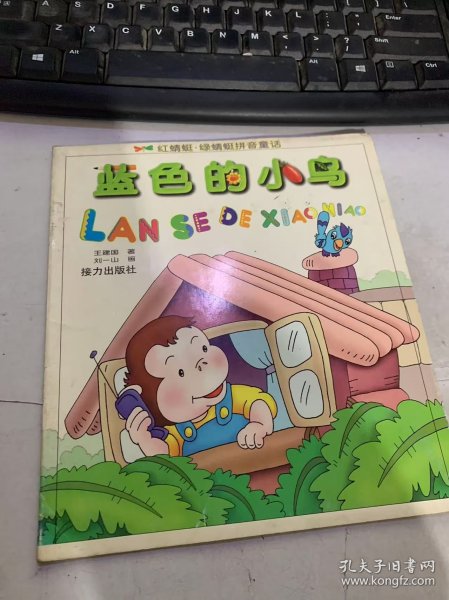 红蜻蜓·绿蜻蜓拼音童话
蓝色的小鸟
LAN SE DE XIAO NIAO
王建国 著
刘一山 画
接力出版社
孔夫子旧书网
www.kongfz.com